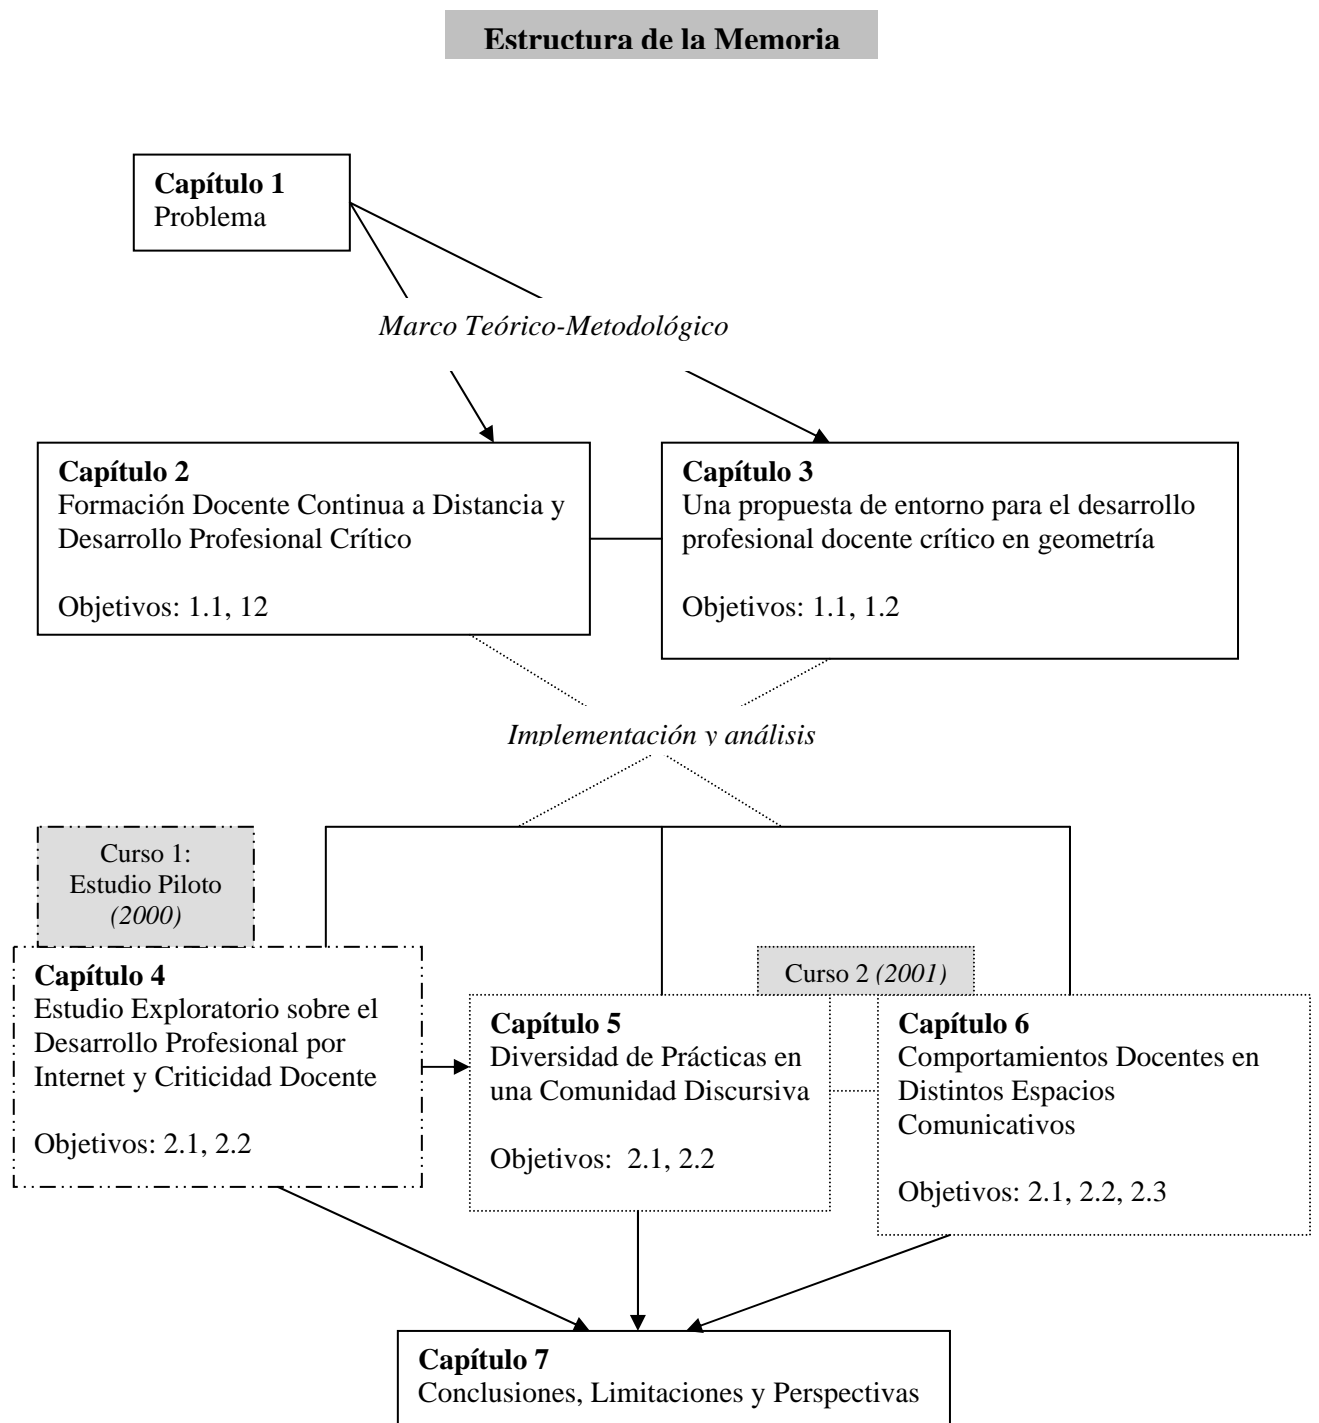 Estructura de la Memoria
Capítulo 1
Problema
Marco Teórico-Metodológico
Capítulo 2
Formación Docente Continua a Distancia y
Desarrollo Profesional Crítico
Objetivos: 1.1, 12
Capítulo 3
Una propuesta de entorno para el desarrollo
profesional docente crítico en geometría
Objetivos: 1.1, 1.2
Implementación y análisis
Curso 1:
Estudio Piloto
(2000)
Capítulo 4
Estudio Exploratorio sobre el
Desarrollo Profesional por
Internet y Criticidad Docente
Objetivos: 2.1, 2.2
Curso 2 (2001)
Capítulo 5
Diversidad de Prácticas en
una Comunidad Discursiva
Objetivos:  2.1, 2.2
Capítulo 6
Comportamientos Docentes en
Distintos Espacios
Comunicativos
Objetivos: 2.1, 2.2, 2.3
Capítulo 7
Conclusiones, Limitaciones y Perspectivas